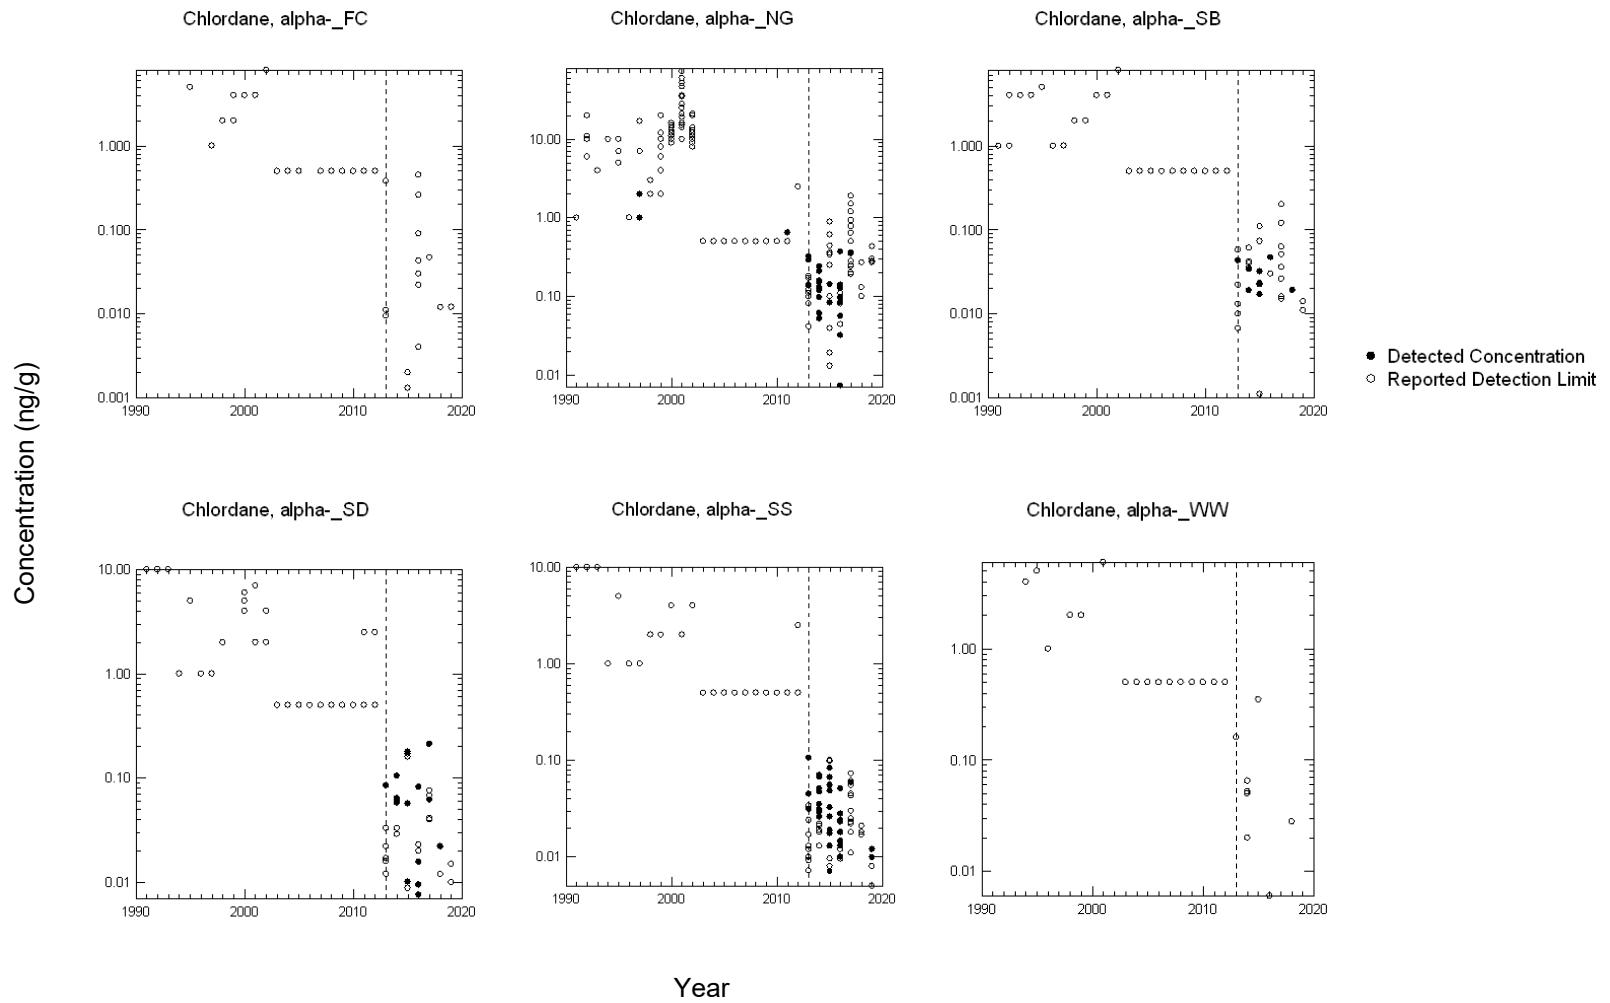 Chlordane, alpha-_FC
Chlordane, alpha-_NG
Chlordane, alpha-_SB
1.000
0.100
0.010
0.001
1990 2000 2010 2020
10.00
1.00
0.10
0.01
1990 2000 2010 2020
1.000
0.100
0.010
0.001
1990 2000 2010 2020
Detected Concentration
Reported Detection Limit
Concentration (ng/g)
Chlordane, alpha-_SD
Chlordane, alpha-_SS
Chlordane, alpha-_WW
10.00
1.00
0.10
0.01
1990 2000 2010 2020
10.00
1.00
0.10
0.01
1990 2000 2010 2020
1.00
0.10
0.01
1990 2000 2010 2020
Year